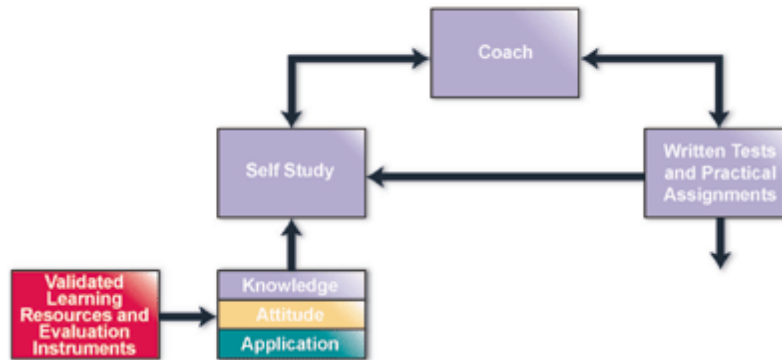 Coach
Self Study
Written Tests
and Practical
Assignments
Validated
Learning
Resources and
Evaluation
Instruments
Knowledge
Attitude
Application